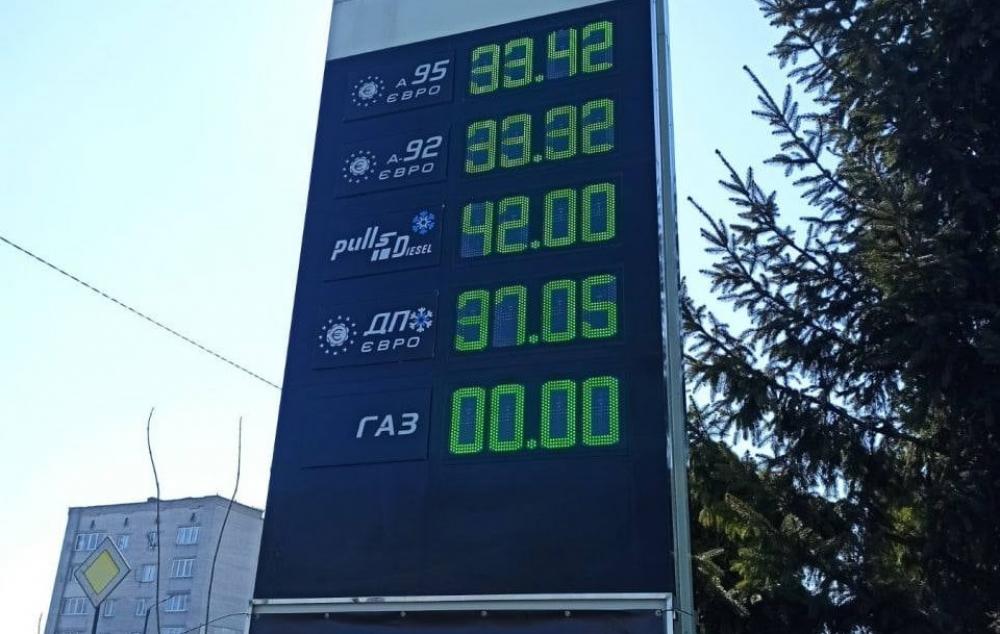 А 95
ЄВРО
33.42
А-92
ЄВРО
33.32
pulls
DIESEL
42.00
ДП
ЄВРО
37.05
ГАЗ
00.00